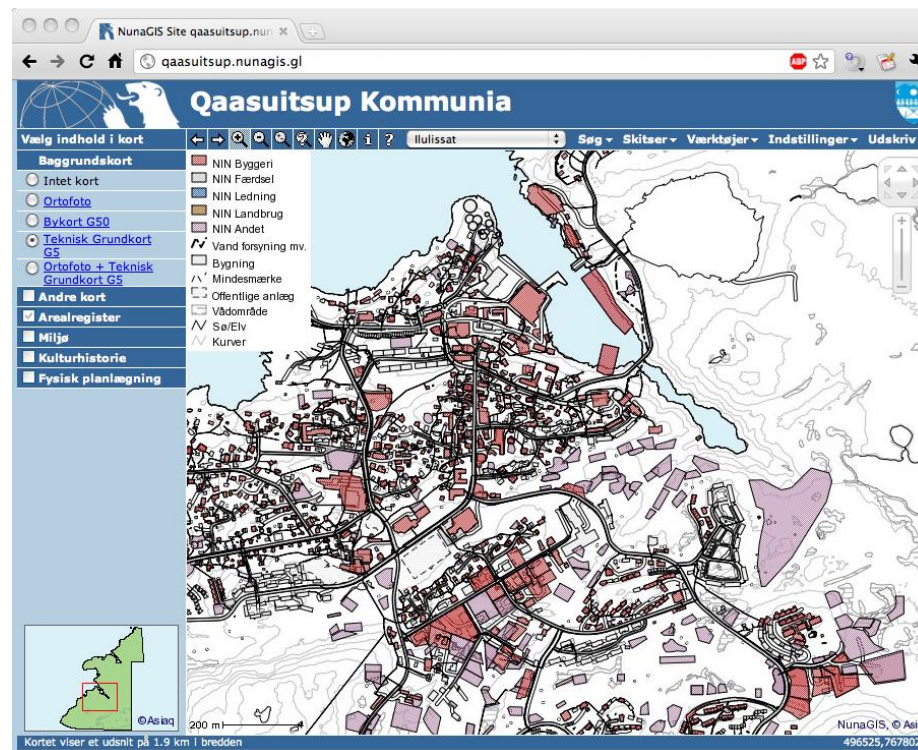 NunaGIS Site qaasuitsup.nun
qaasuitsup.nunagis.gl
ABP
Qaasuitsup Kommunia
Vælg indhold i kort
Ilulissat
Søg
Skitser
Værktøjer
Indstillinger
Udskriv
Baggrundskort
Intet kort
Ortofoto
Bykort G50
Teknisk Grundkort
G5
Ortofoto + Teknisk
Grundkort G5
Andre kort
Arealregister
Miljø
Kulturhistorie
Fysisk planlægning
NIN Byggeri
NIN Færdsel
NIN Ledning
NIN Landbrug
NIN Andet
Vand forsyning mv.
Bygning
Mindesmærke
Offentlige anlæg
Vådområde
Sø/Elv
Kurver
©Asiaq
200 m
NunaGIS, © Asi
Kortet viser et udsnit på 1.9 km i bredden
496525,767802